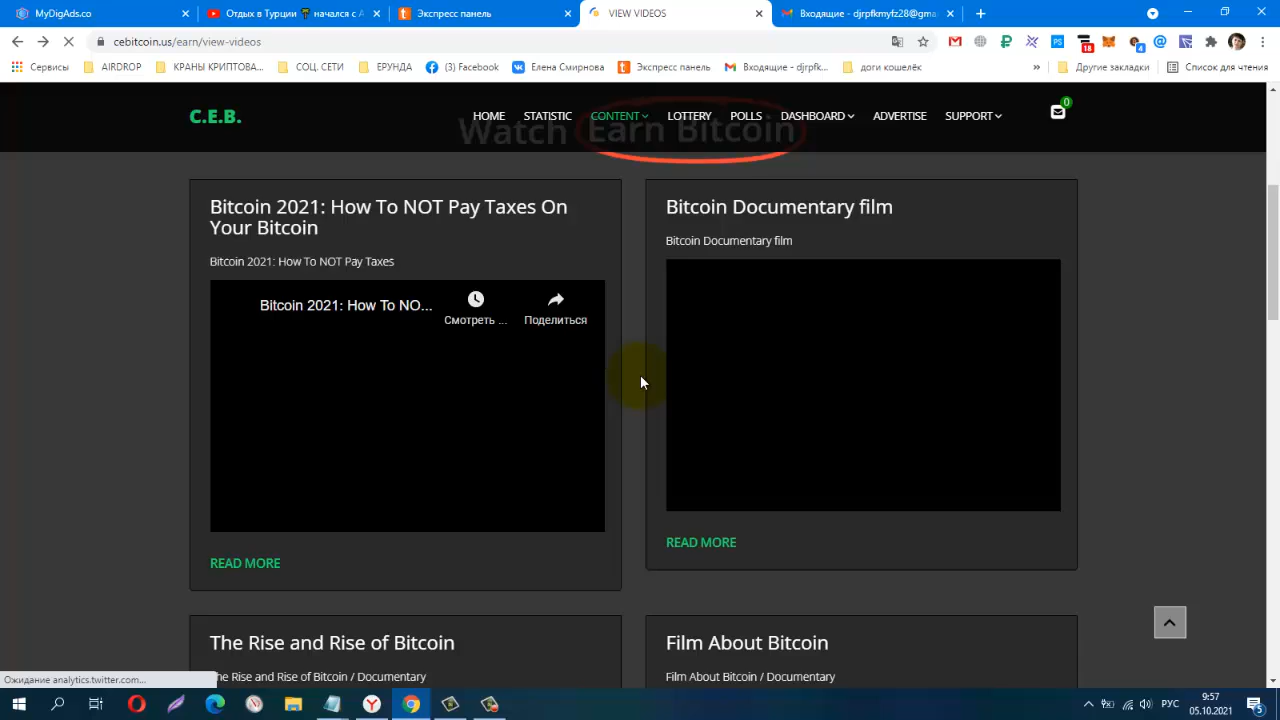 MyDigAds.co
Отдых в Турции 🌴 начался с А
Экспресс панель
VIEW VIDEOS
Входящие - djrpfkmyfz28@gma
cebitcoin.us/earn/view-videos
Сервисы
AIRDROP
КРАНЫ КРИПТОВА...
СОЦ. СЕТИ
ЕРУНДА
(3) Facebook
Елена Смирнова
Экспресс панель
Входящие - djrpfk...
доги кошелёк
»
Другие закладки
Список для чтения
C.E.B.
HOME
STATISTIC
CONTENT
LOTTERY
POLLS
DASHBOARD
ADVERTISE
SUPPORT
0
Watch Earn Bitcoin
Bitcoin 2021: How To NOT Pay Taxes On
Your Bitcoin
Bitcoin 2021: How To NOT Pay Taxes
Bitcoin 2021: How To NO...
Смотреть ...
Поделиться
READ MORE
Bitcoin Documentary film
Bitcoin Documentary film
READ MORE
The Rise and Rise of Bitcoin
The Rise and Rise of Bitcoin / Documentary
Film About Bitcoin
Film About Bitcoin / Documentary
Ожидание analytics.twitter.com...
РУС
9:57
05.10.2021